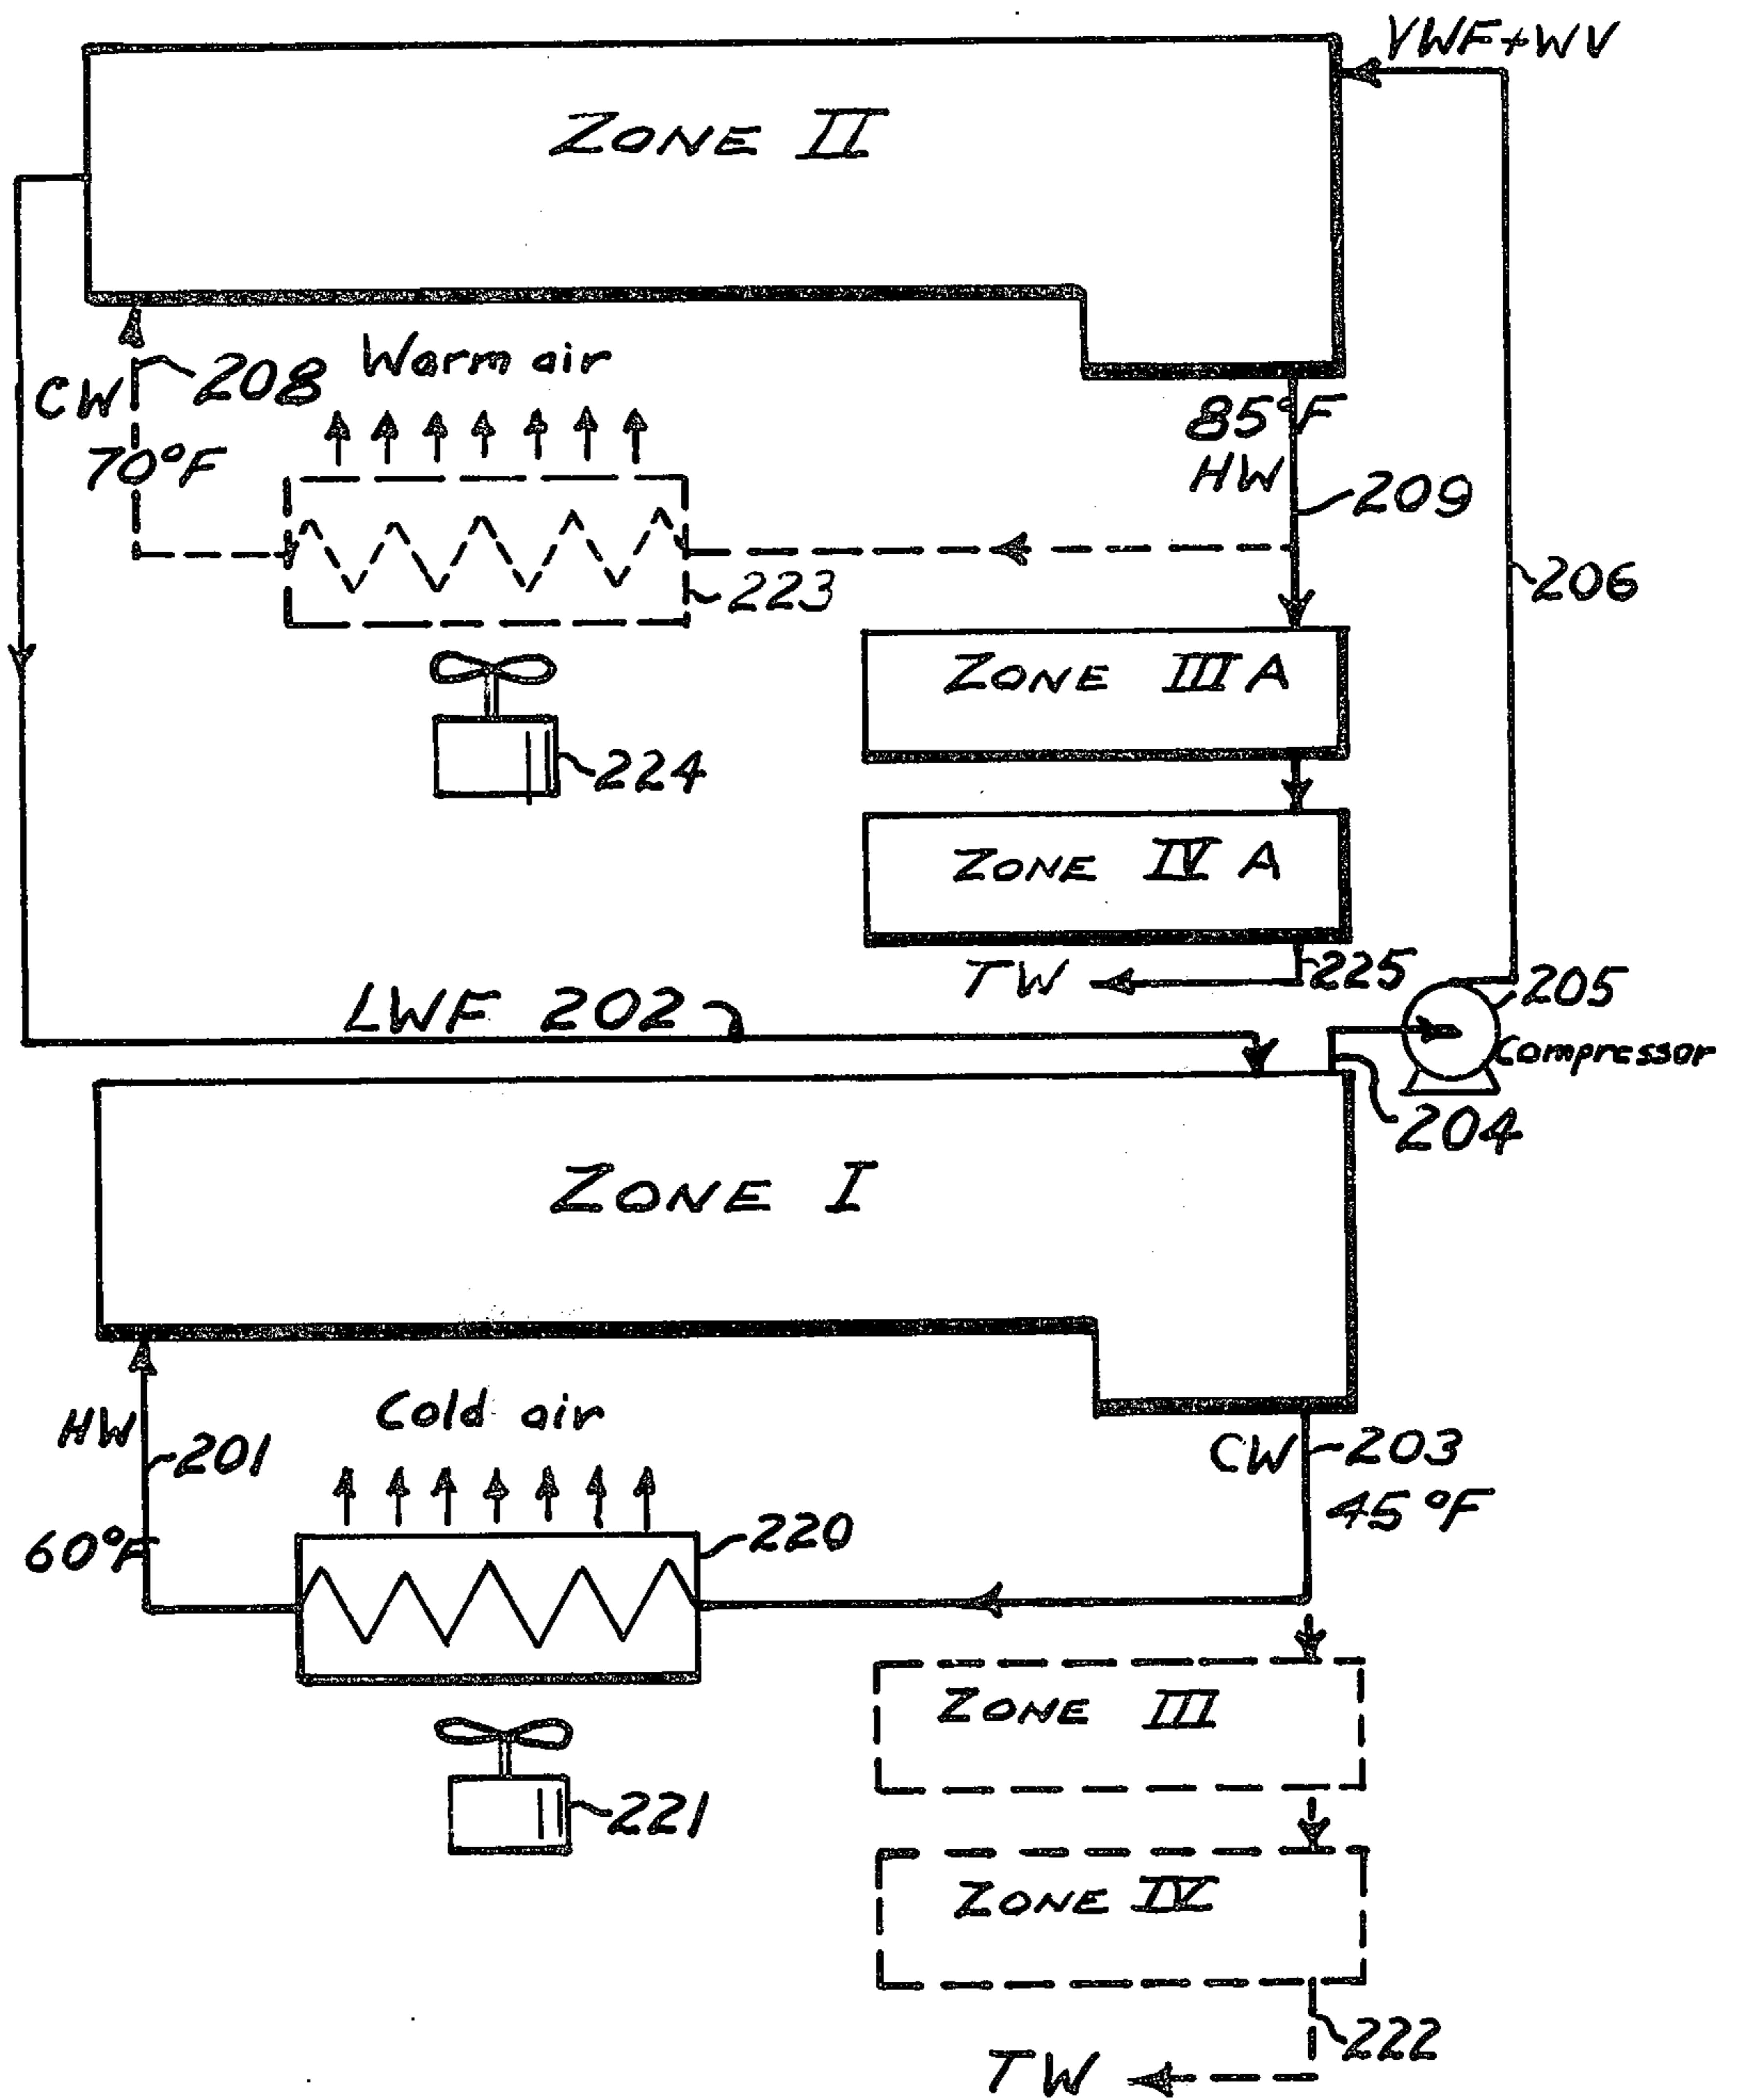 VWF+WV
ZONE II
Warm air
208
CW
70°F
85°F
HW
209
223
206
ZONE III A
224
ZONE IV A
TW
225
205
LWF 202
Compressor
204
ZONE I
Cold air
HW
201
CW
203
45°F
60°F
220
ZONE III
221
ZONE IV
222
TW